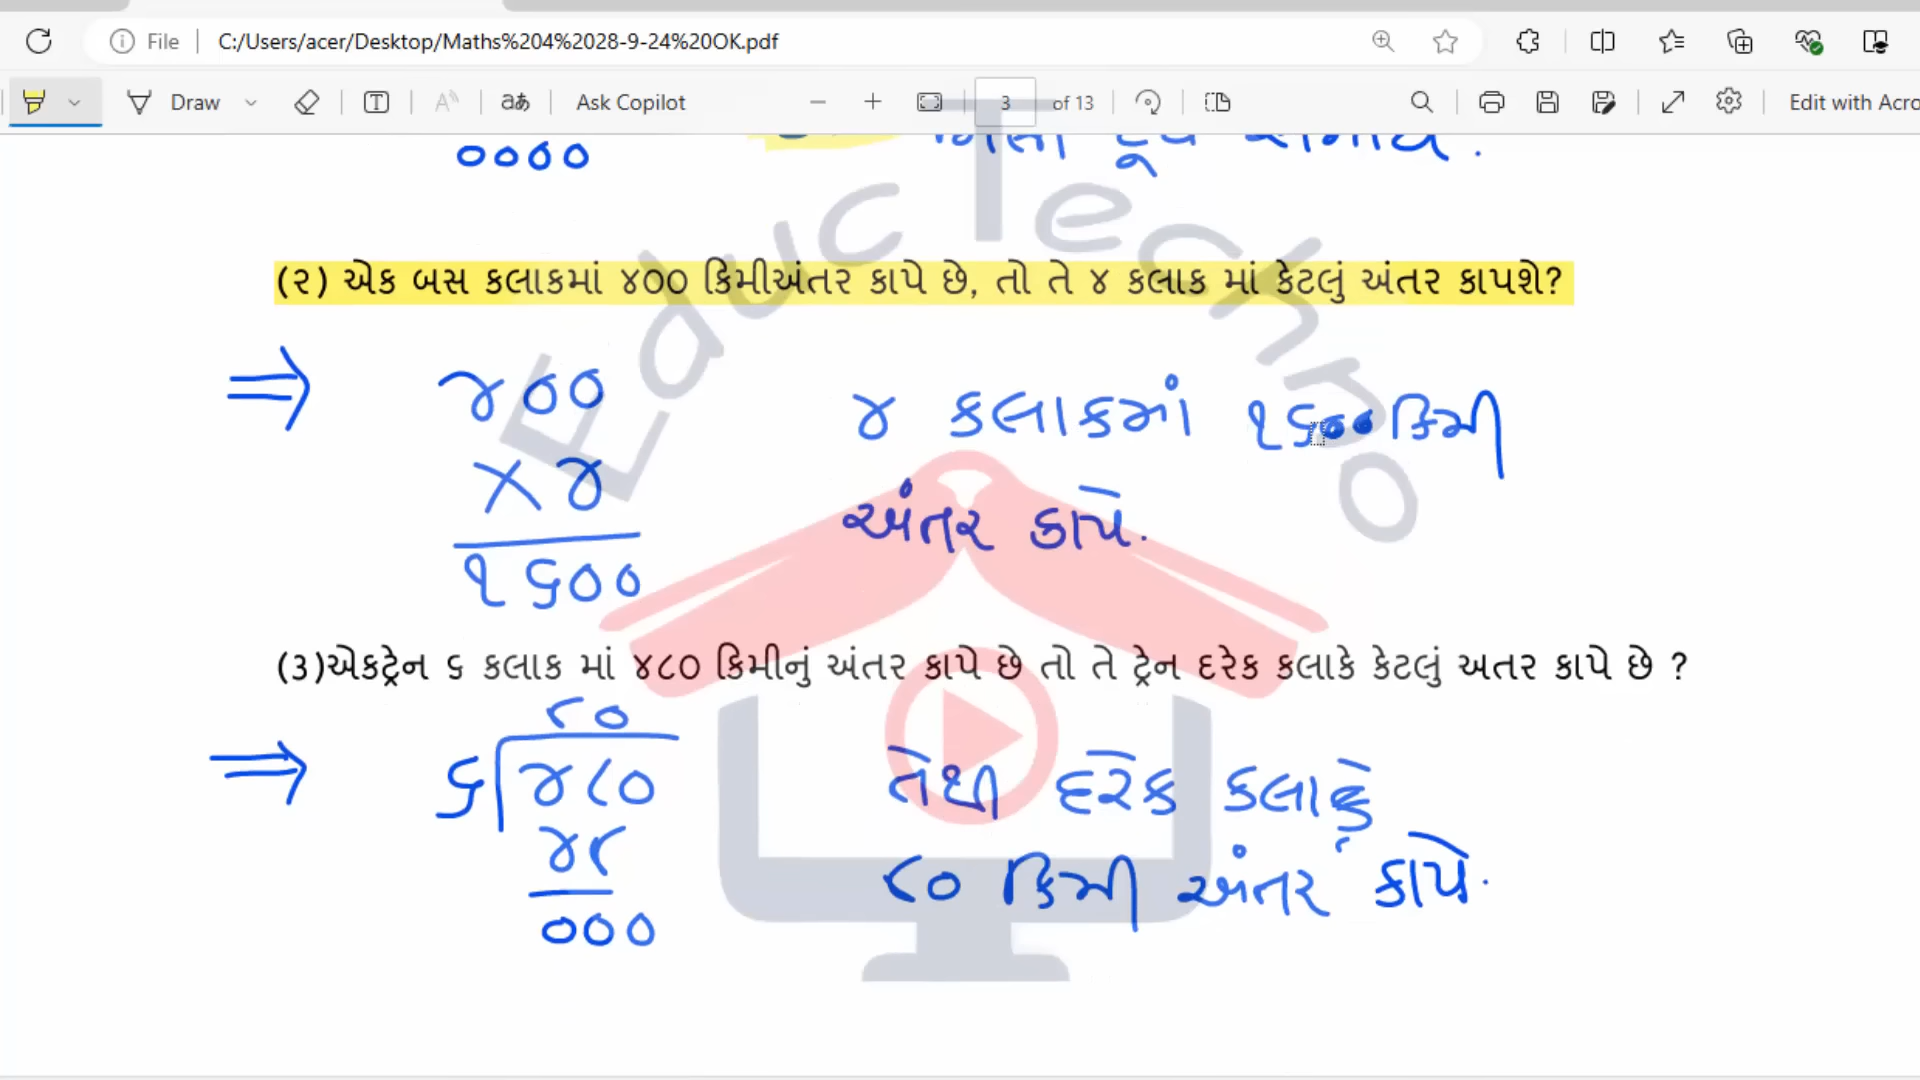 File C:/Users/acer/Desktop/Maths%204%2028-9-24%20OK.pdf
Draw Ask Copilot 3 of 13 Edit with Acro
૦૦૦૦
(૨) એક બસ કલાકમાં ૪૦૦ કિમીઅંતર કાપે છે, તો તે ૪ કલાક માં કેટલું અંતર કાપશે?
⇒ ૪૦૦ ૪ કલાકમાં ૧૬૦૦ કિમી
× ૪ અંતર કાપે.
૧૬૦૦
(૩)એકટ્રેન ૬ કલાક માં ૪૮૦ કિમીનું અંતર કાપે છે તો તે ટ્રેન દરેક કલાકે કેટલું અતર કાપે છે ?
૮૦
⇒ ૬ ૪૮૦ તેથી દરેક કલાકે
૪૮ ૮૦ કિમી અંતર કાપે.
૦૦૦
EducTechno